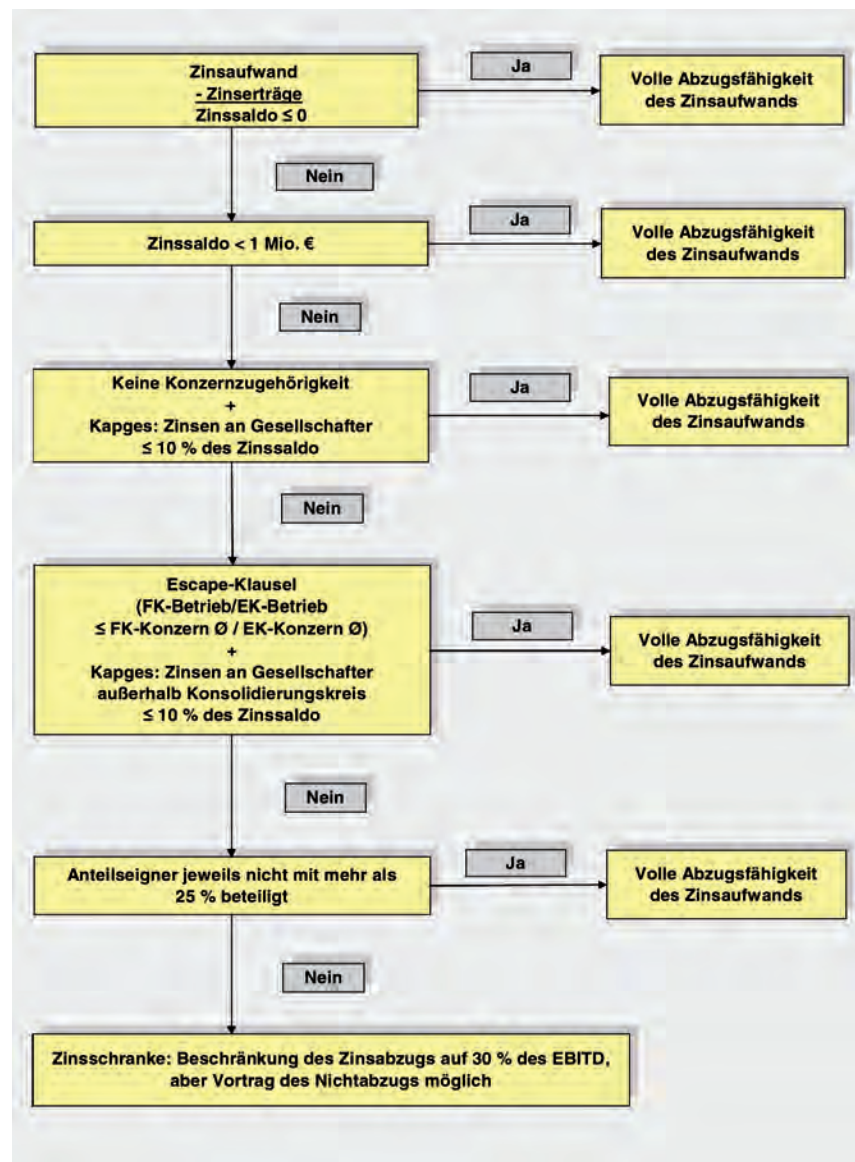 Zinsaufwand
- Zinserträge
Zinssaldo ≤ 0
Ja
Volle Abzugsfähigkeit
des Zinsaufwands
Nein
Zinssaldo < 1 Mio. €
Ja
Volle Abzugsfähigkeit
des Zinsaufwands
Nein
Keine Konzernzugehörigkeit
+
Kapges: Zinsen an Gesellschafter
≤ 10 % des Zinssaldo
Ja
Volle Abzugsfähigkeit
des Zinsaufwands
Nein
Escape-Klausel
(FK-Betrieb/EK-Betrieb
≤ FK-Konzern Ø / EK-Konzern Ø)
+
Kapges: Zinsen an Gesellschafter
außerhalb Konsolidierungskreis
≤ 10 % des Zinssaldo
Ja
Volle Abzugsfähigkeit
des Zinsaufwands
Nein
Anteilseigner jeweils nicht mit mehr als
25 % beteiligt
Ja
Volle Abzugsfähigkeit
des Zinsaufwands
Nein
Zinsschranke: Beschränkung des Zinsabzugs auf 30 % des EBITD,
aber Vortrag des Nichtabzugs möglich